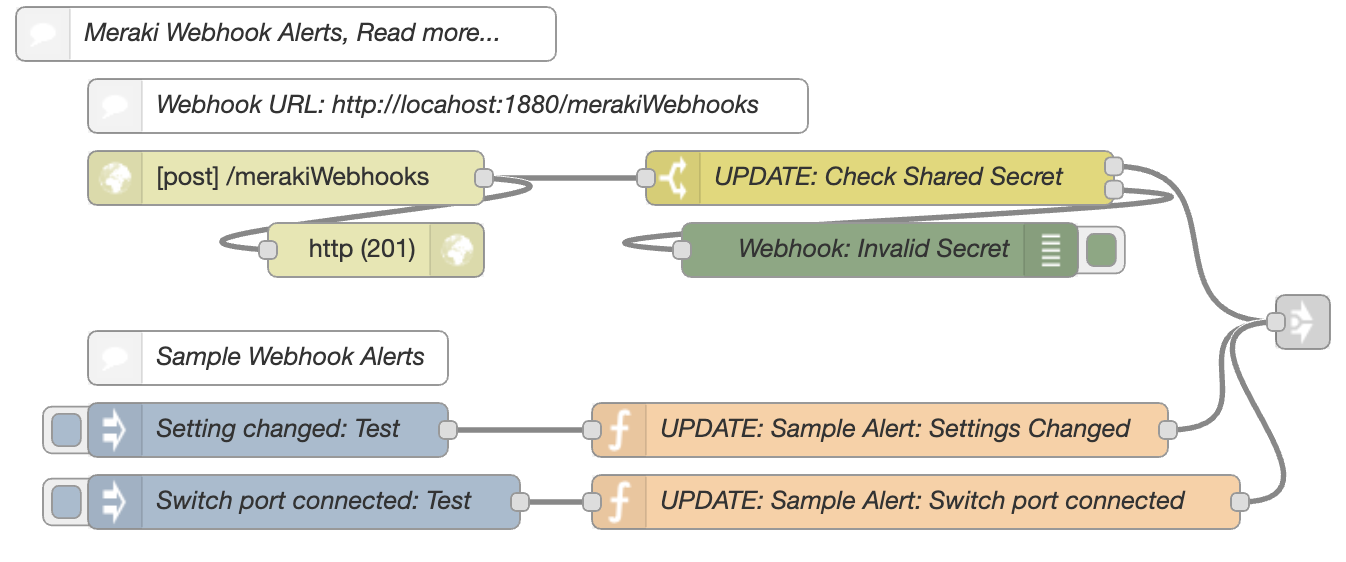 Meraki Webhook Alerts, Read more...
Webhook URL: http://locahost:1880/merakiWebhooks
[post] /merakiWebhooks
UPDATE: Check Shared Secret
http (201)
Webhook: Invalid Secret
Sample Webhook Alerts
Setting changed: Test
UPDATE: Sample Alert: Settings Changed
Switch port connected: Test
UPDATE: Sample Alert: Switch port connected